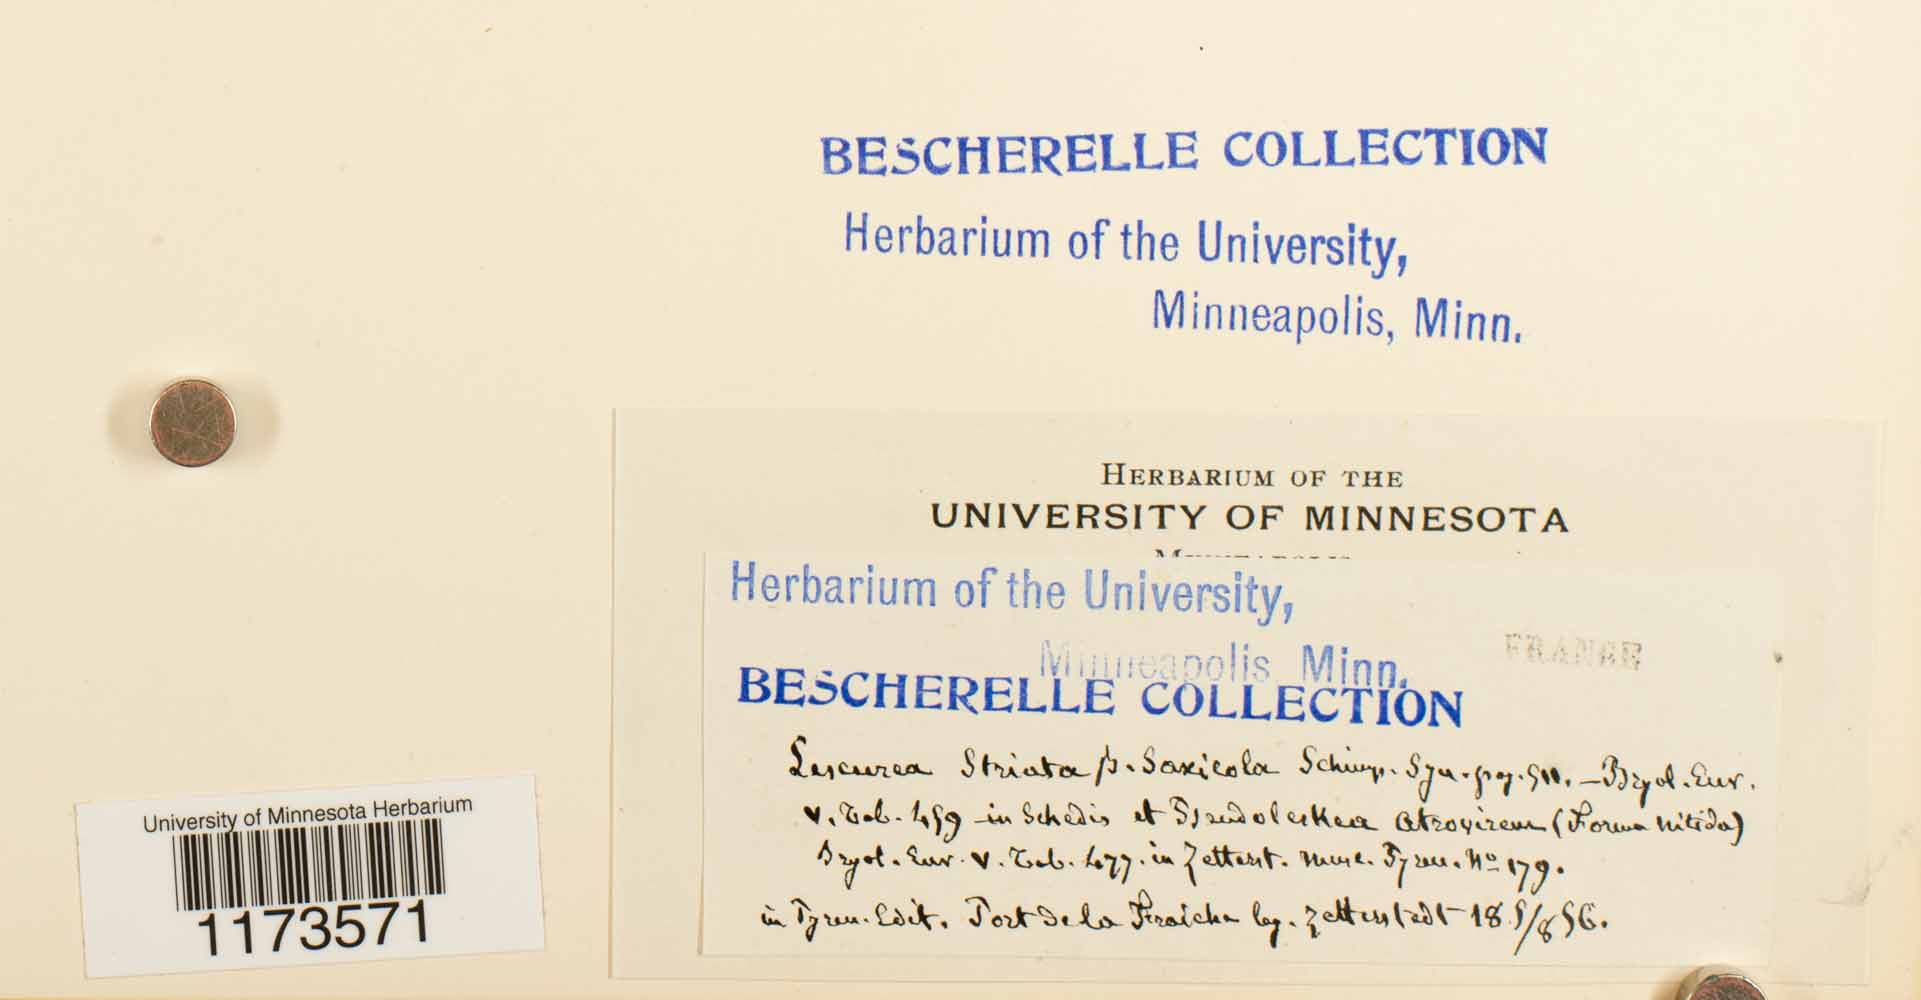 BESCHERELLE COLLECTION
Herbarium of the University,
Minneapolis, Minn.
HERBARIUM OF THE
UNIVERSITY OF MINNESOTA
Herbarium of the University,
Minneapolis Minn.
FRANCE
BESCHERELLE COLLECTION
Lescurea Striata β. Saxicola Schimp. Syn. pag. 511. – Bryol. Eur.
v. Tab. 459 in Schedis et Pseudoleskea atrovirens (Forma nitida)
Bryol. Eur. v. Tab. 477. in Zetterst. musc. Pyren. No 179.
in Pyren. Port de la leg. Zetterstedt 18 5/8 56.
University of Minnesota Herbarium
1173571